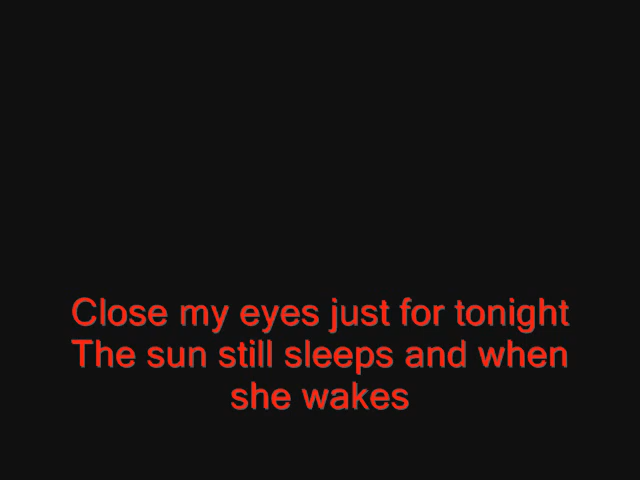 Close my eyes just for tonight
The sun still sleeps and when
she wakes